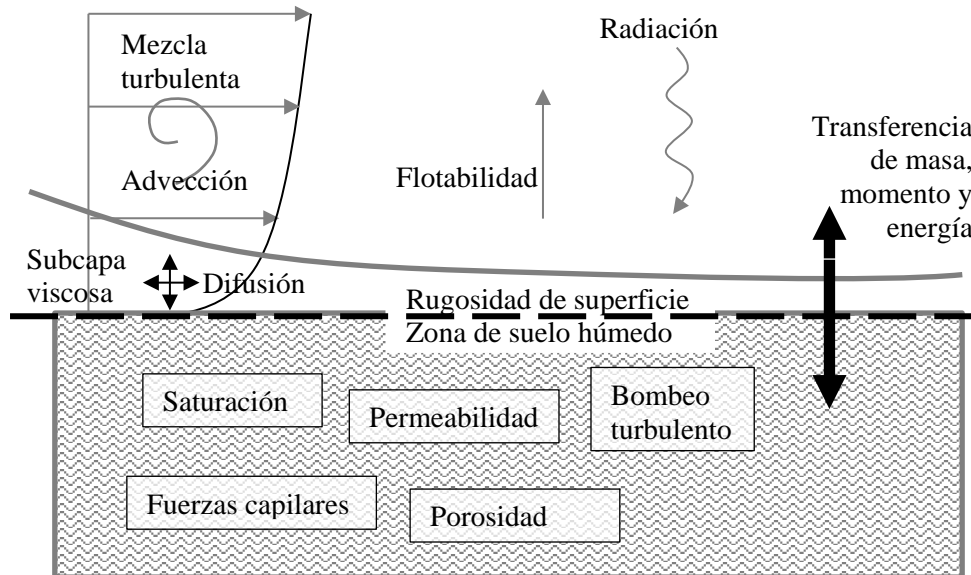 Mezcla
turbulenta
Advección
Flotabilidad
Radiación
Transferencia
de masa,
momento y
energía
Subcapa
viscosa
Difusión
Rugosidad de superficie
Zona de suelo húmedo
Saturación
Permeabilidad
Bombeo
turbulento
Fuerzas capilares
Porosidad